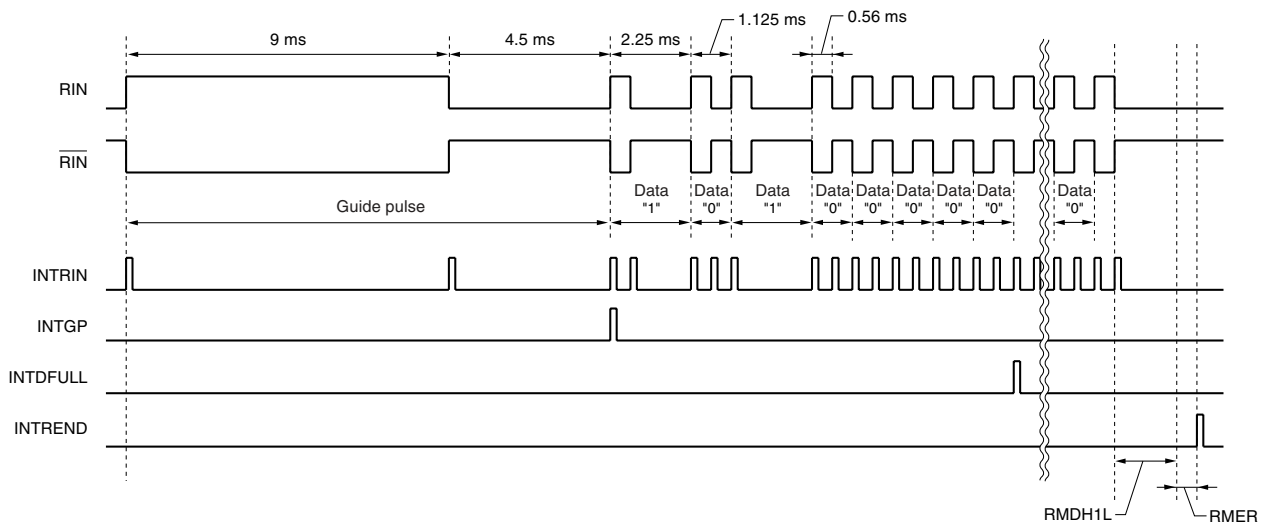 1.125 ms
0.56 ms
9 ms
4.5 ms
2.25 ms
RIN
RIN
Guide pulse
Data
"1"
Data
"0"
Data
"1"
Data
"0"
Data
"0"
Data
"0"
Data
"0"
Data
"0"
Data
"0"
INTRIN
INTGP
INTDFULL
INTREND
RMDH1L
RMER